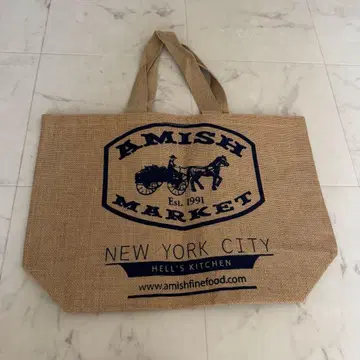 AMISH
Est. 1991
MARKET
NEW YORK CITY
HELL'S KITCHEN
www.amishfinefood.com